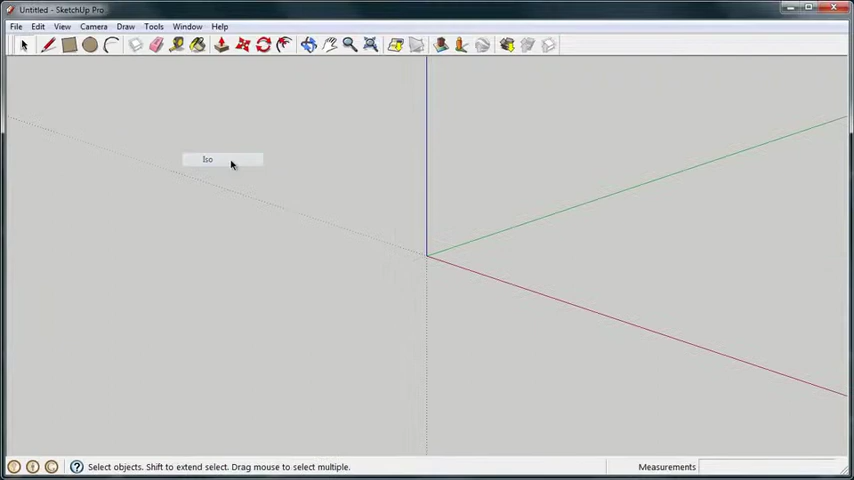 Untitled - SketchUp Pro
File Edit View Camera Draw Tools Window Help
Iso
Select objects. Shift to extend select. Drag mouse to select multiple. Measurements